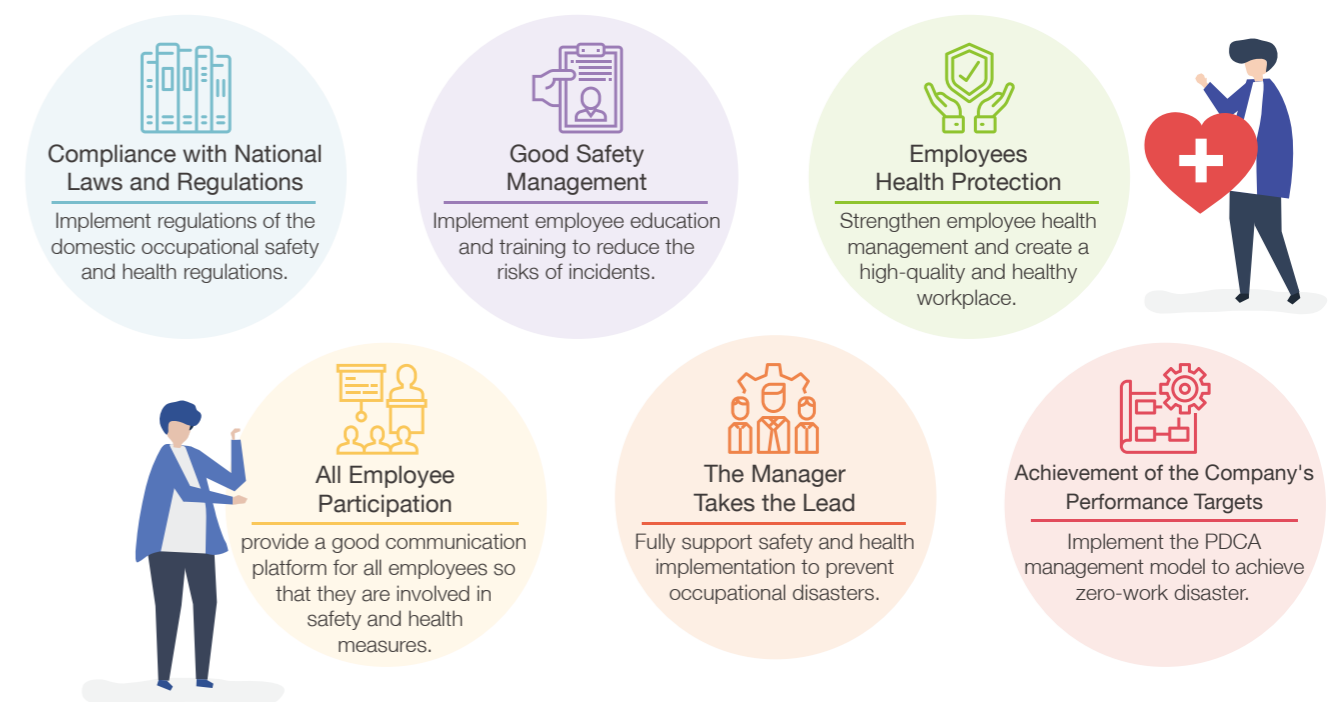 Compliance with National
Laws and Regulations
Implement regulations of the
domestic occupational safety
and health regulations.
Good Safety
Management
Implement employee education
and training to reduce the
risks of incidents.
Employees
Health Protection
Strengthen employee health
management and create a
high-quality and healthy
workplace.
All Employee
Participation
provide a good communication
platform for all employees so
that they are involved in
safety and health
measures.
The Manager
Takes the Lead
Fully support safety and health
implementation to prevent
occupational disasters.
Achievement of the Company's
Performance Targets
Implement the PDCA
management model to achieve
zero-work disaster.